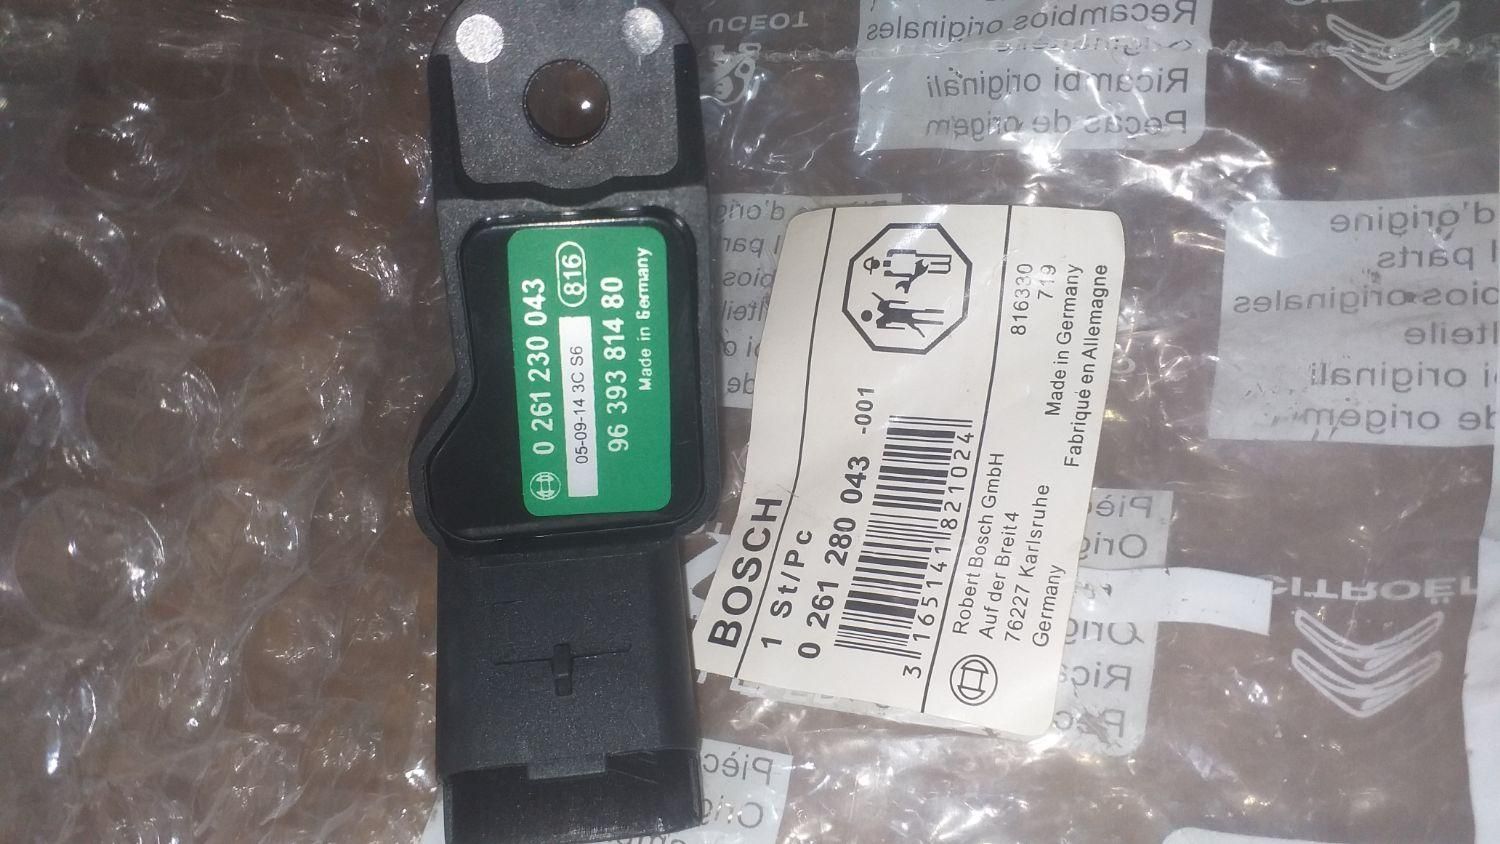 0 261 230 043
05-09-14 3C S6
816
96 393 814 80
Made in Germany
BOSCH
1 St/Pc
0 261 280 043 -001
3 165141 821024
Robert Bosch GmbH
Auf der Breit 4
76227 Karlsruhe
Germany
816330
719
Made in Germany
Fabriqué en Allemagne
UCEOT
Recambios originales
Ricambi originali
Peças de origem
d'origine
l parts
bios originales
lteile
i originali
de origem
CITROËN